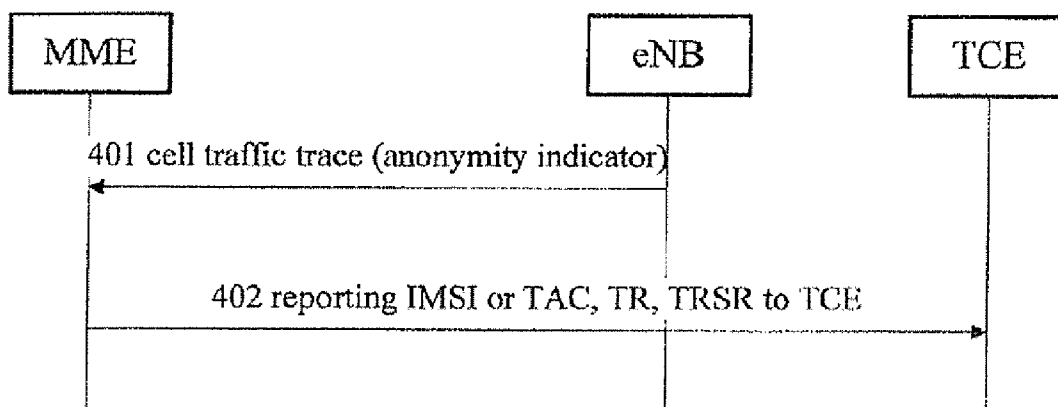 MME eNB TCE
401 cell traffic trace (anonymity indicator)
402 reporting IMSI or TAC, TR, TRSR to TCE